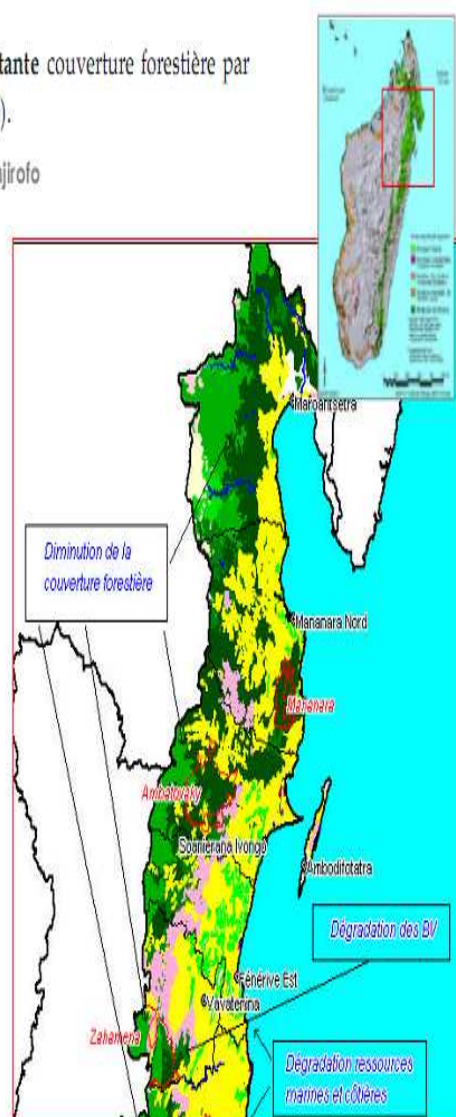 tante couverture forestière par
).
ajirofo
Maroantsetra
Diminution de la
couverture forestière
Mananara Nord
Mananara
Ambatovaky
Soanierana Ivongo
Ambodifotatra
Dégradation des BV
Fénérive Est
Vavatenina
Zahamena
Dégradation ressources
marines et côtières